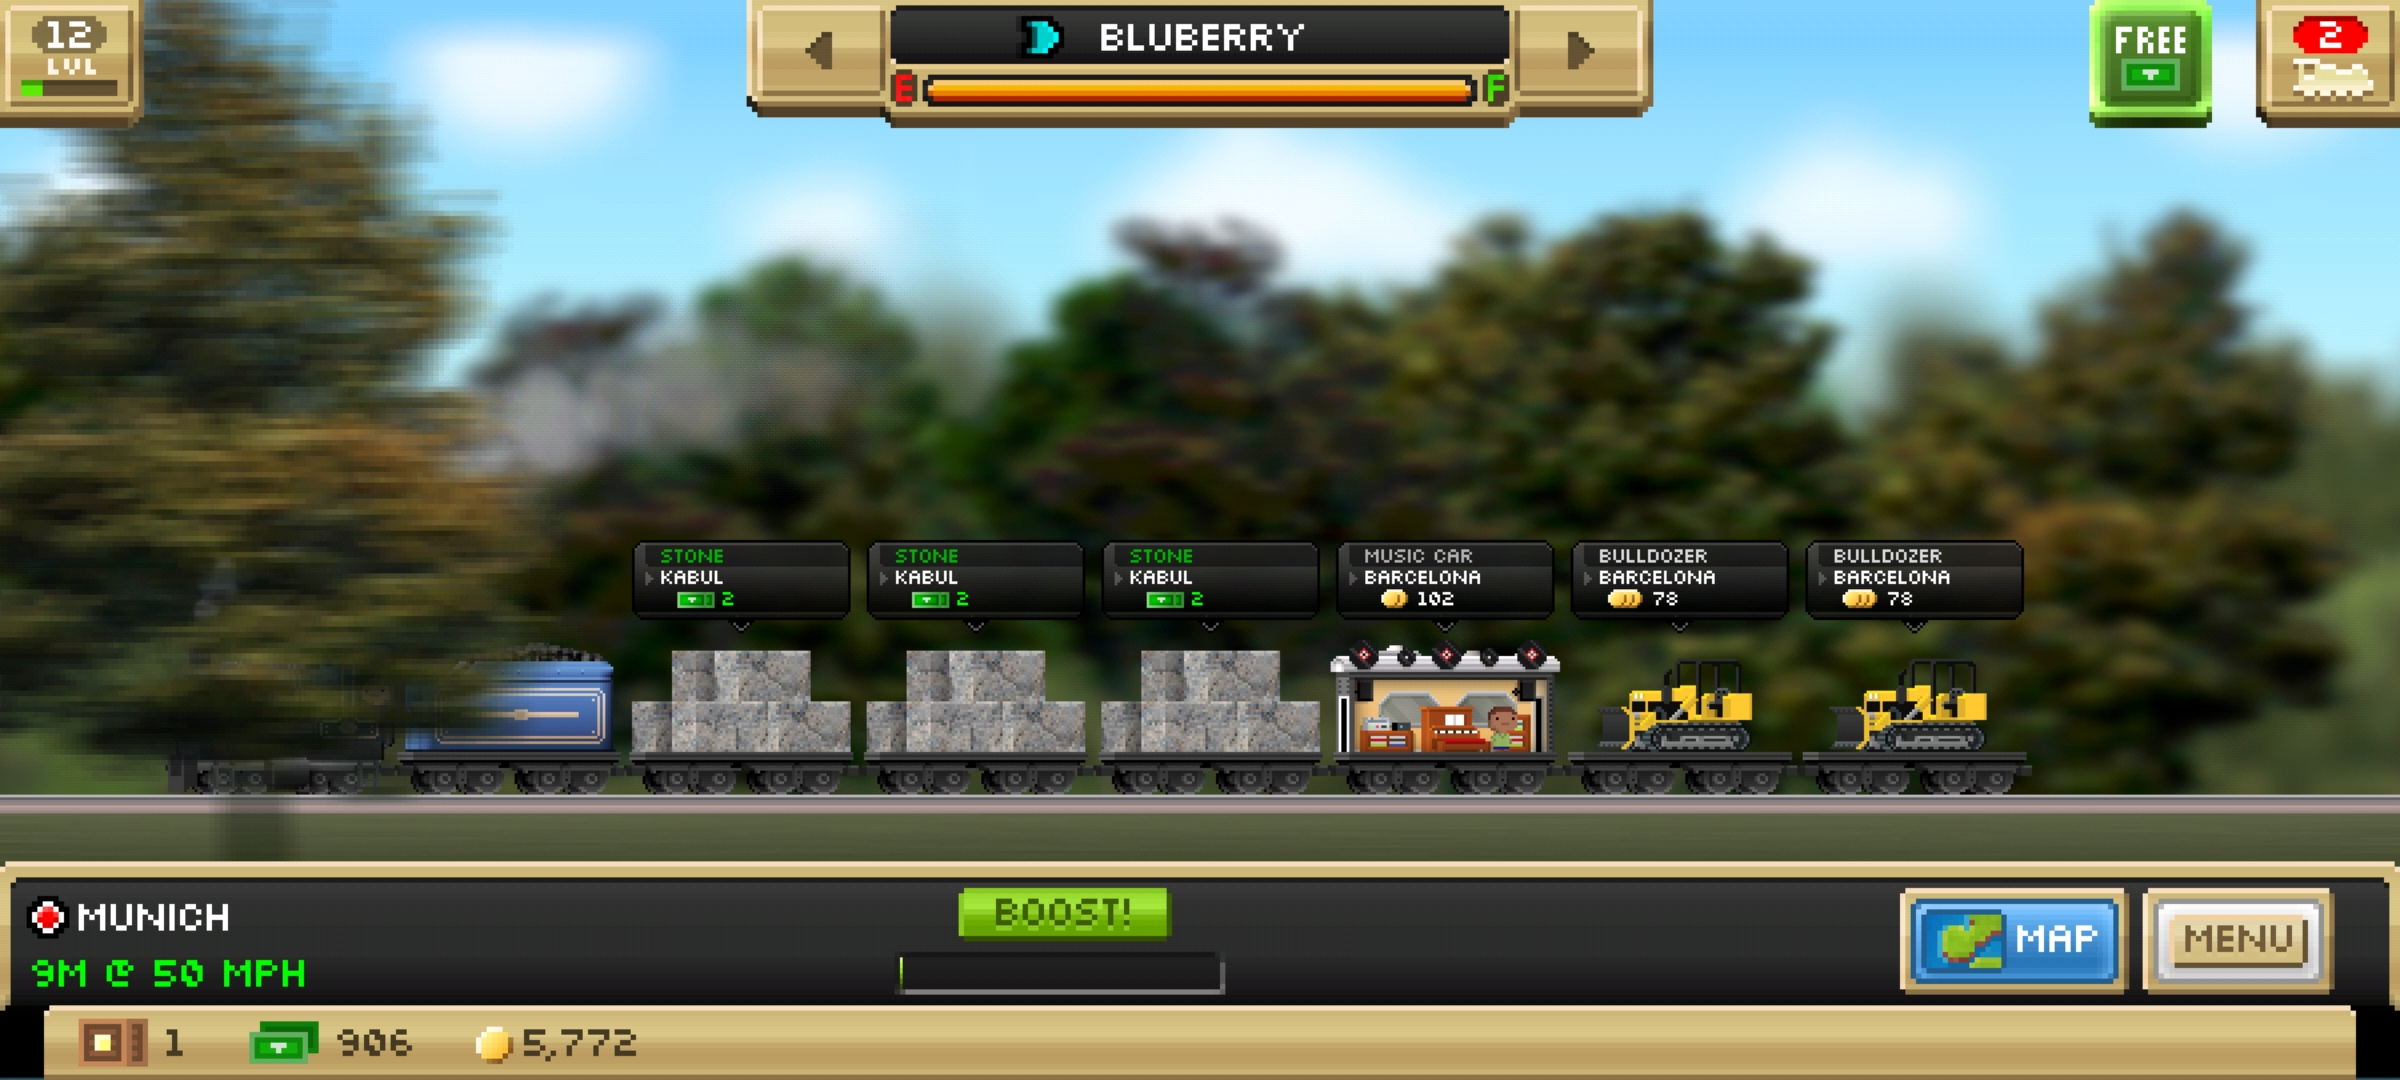 12
LVL
BLUBERRY
E F
FREE
2
STONE
KABUL
2
STONE
KABUL
2
STONE
KABUL
2
MUSIC CAR
BARCELONA
102
BULLDOZER
BARCELONA
78
BULLDOZER
BARCELONA
78
MUNICH
9M @ 50 MPH
BOOST!
MAP
MENU
1 906 5,772